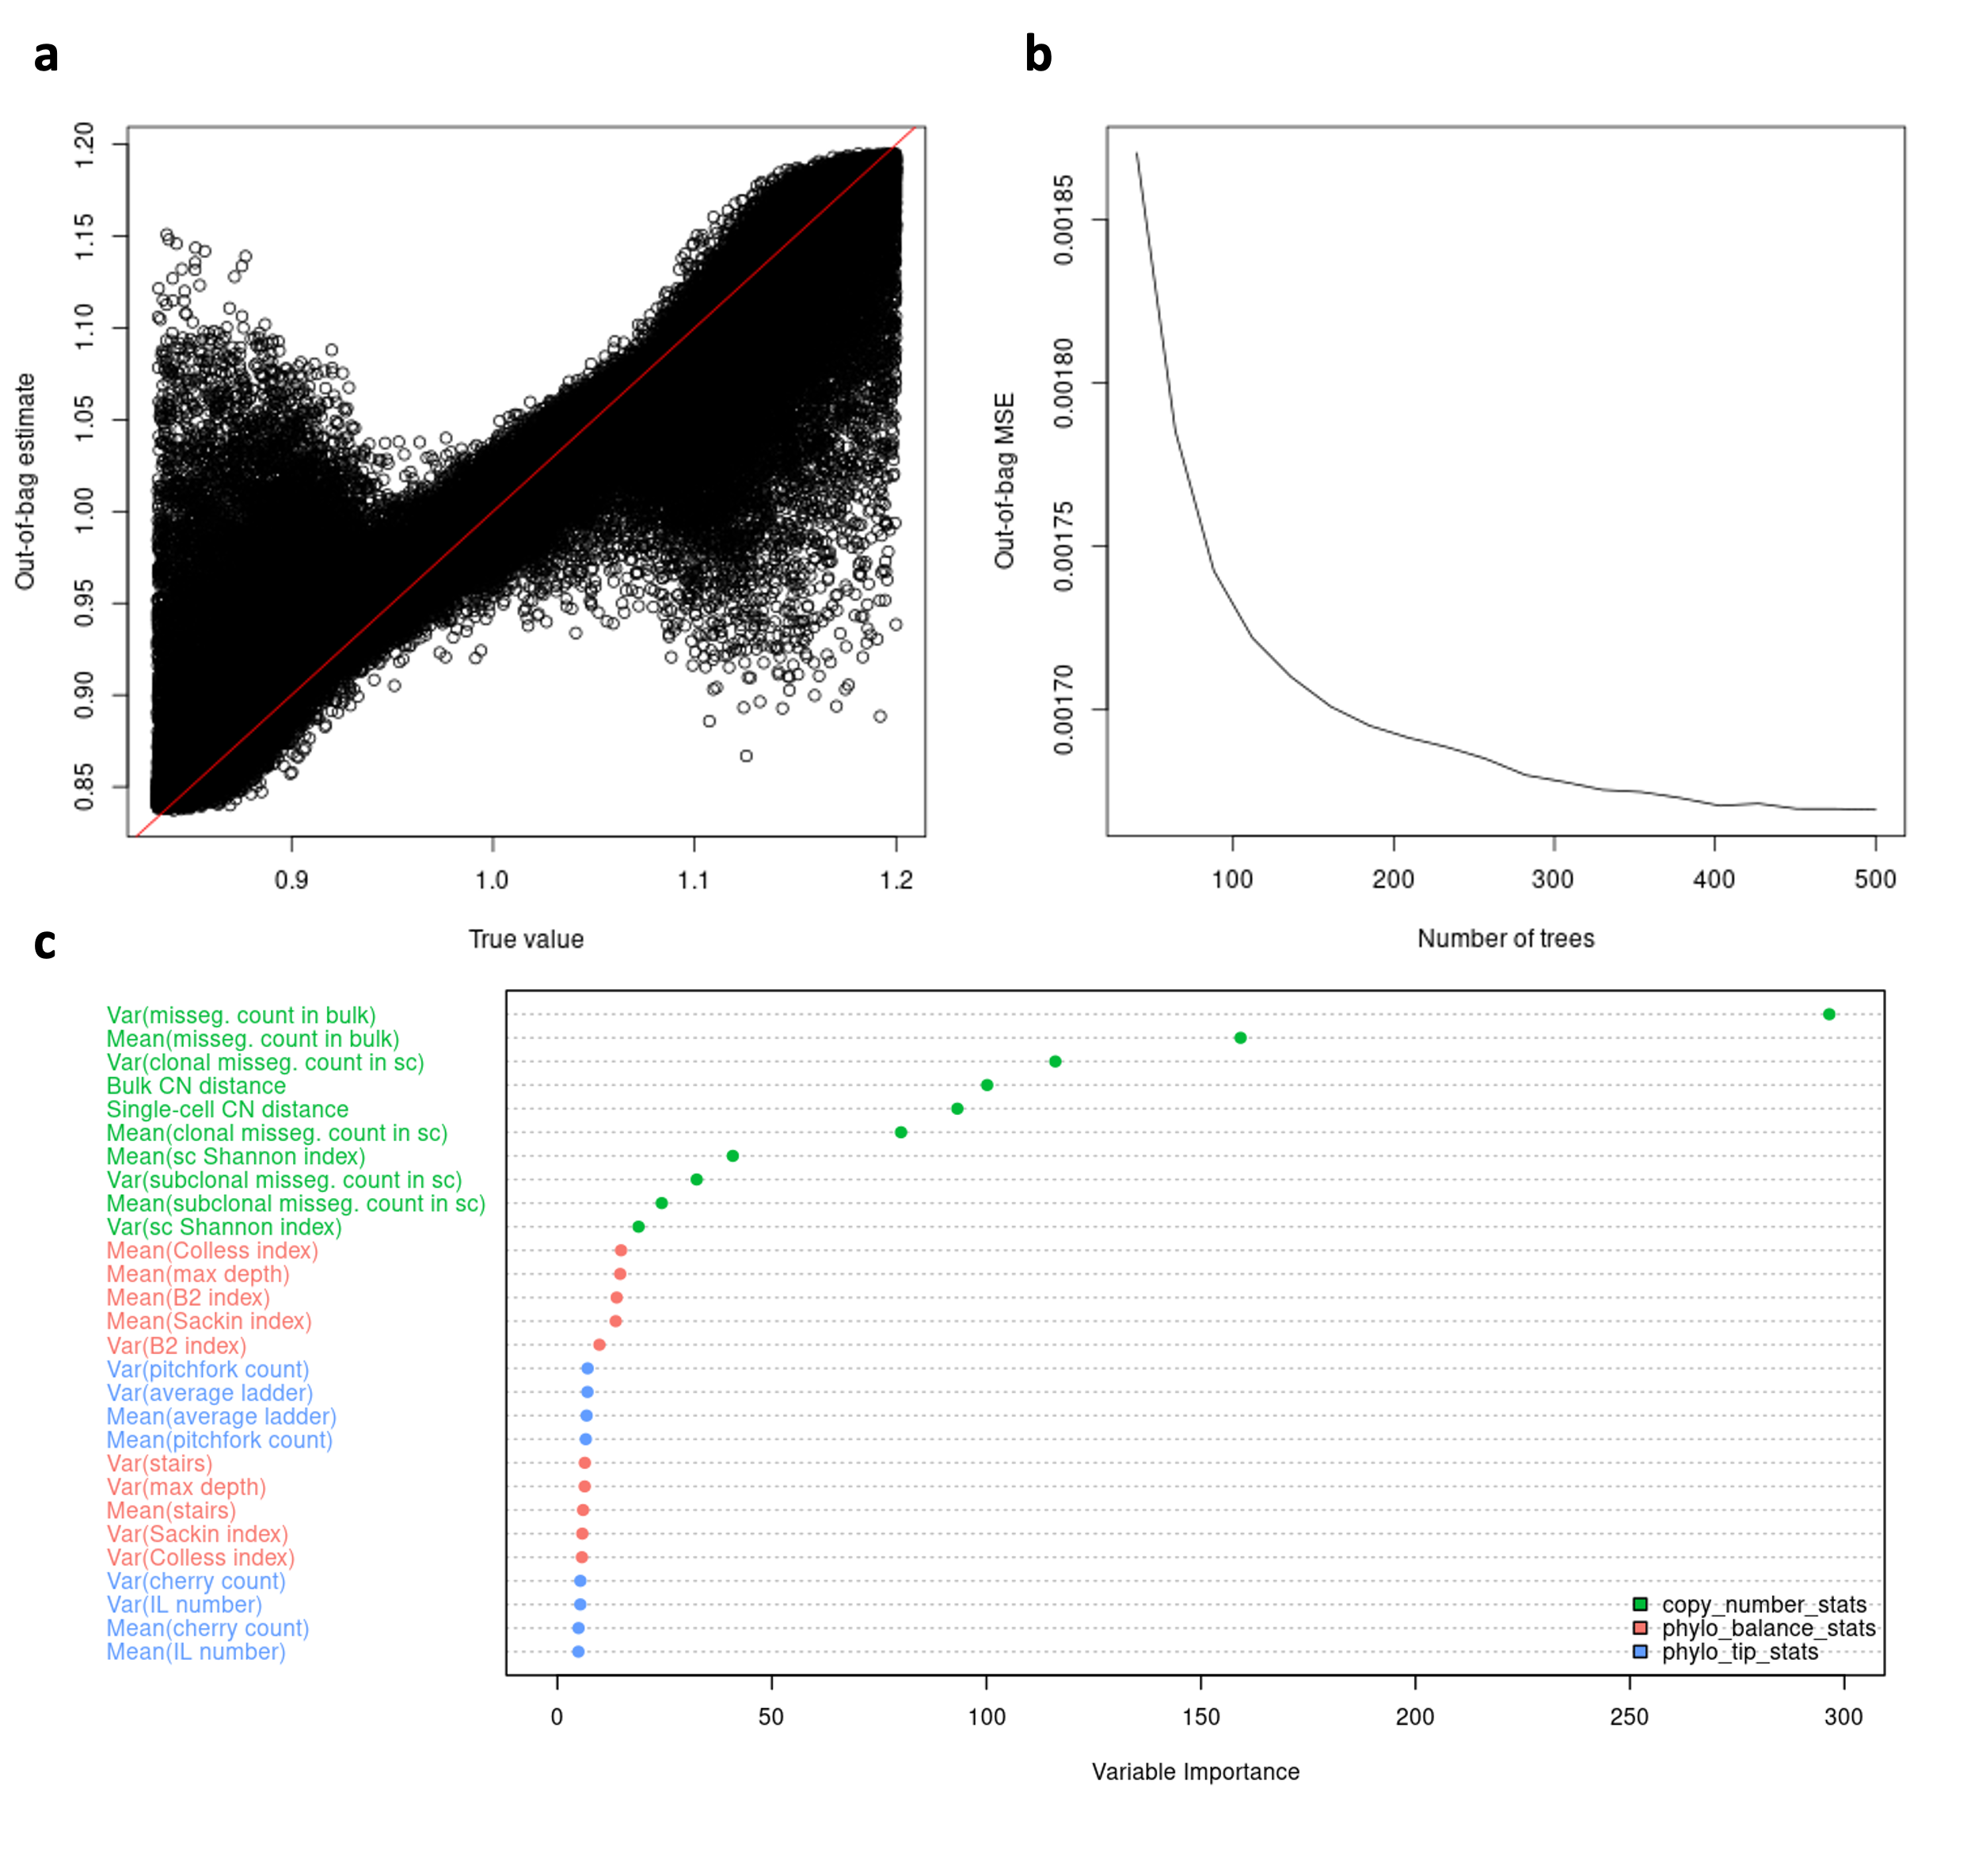 a
1.20
1.15
1.10
1.05
1.00
0.95
0.90
0.85
Out-of-bag estimate
0.9 1.0 1.1 1.2
True value
b
0.00185
0.00180
0.00175
0.00170
Out-of-bag MSE
100 200 300 400 500
Number of trees
c
Var(misseg. count in bulk)
Mean(misseg. count in bulk)
Var(clonal misseg. count in sc)
Bulk CN distance
Single-cell CN distance
Mean(clonal misseg. count in sc)
Mean(sc Shannon index)
Var(subclonal misseg. count in sc)
Mean(subclonal misseg. count in sc)
Var(sc Shannon index)
Mean(Colless index)
Mean(max depth)
Mean(B2 index)
Mean(Sackin index)
Var(B2 index)
Var(pitchfork count)
Var(average ladder)
Mean(average ladder)
Mean(pitchfork count)
Var(stairs)
Var(max depth)
Mean(stairs)
Var(Sackin index)
Var(Colless index)
Var(cherry count)
Var(IL number)
Mean(cherry count)
Mean(IL number)
copy_number_stats
phylo_balance_stats
phylo_tip_stats
0 50 100 150 200 250 300
Variable Importance